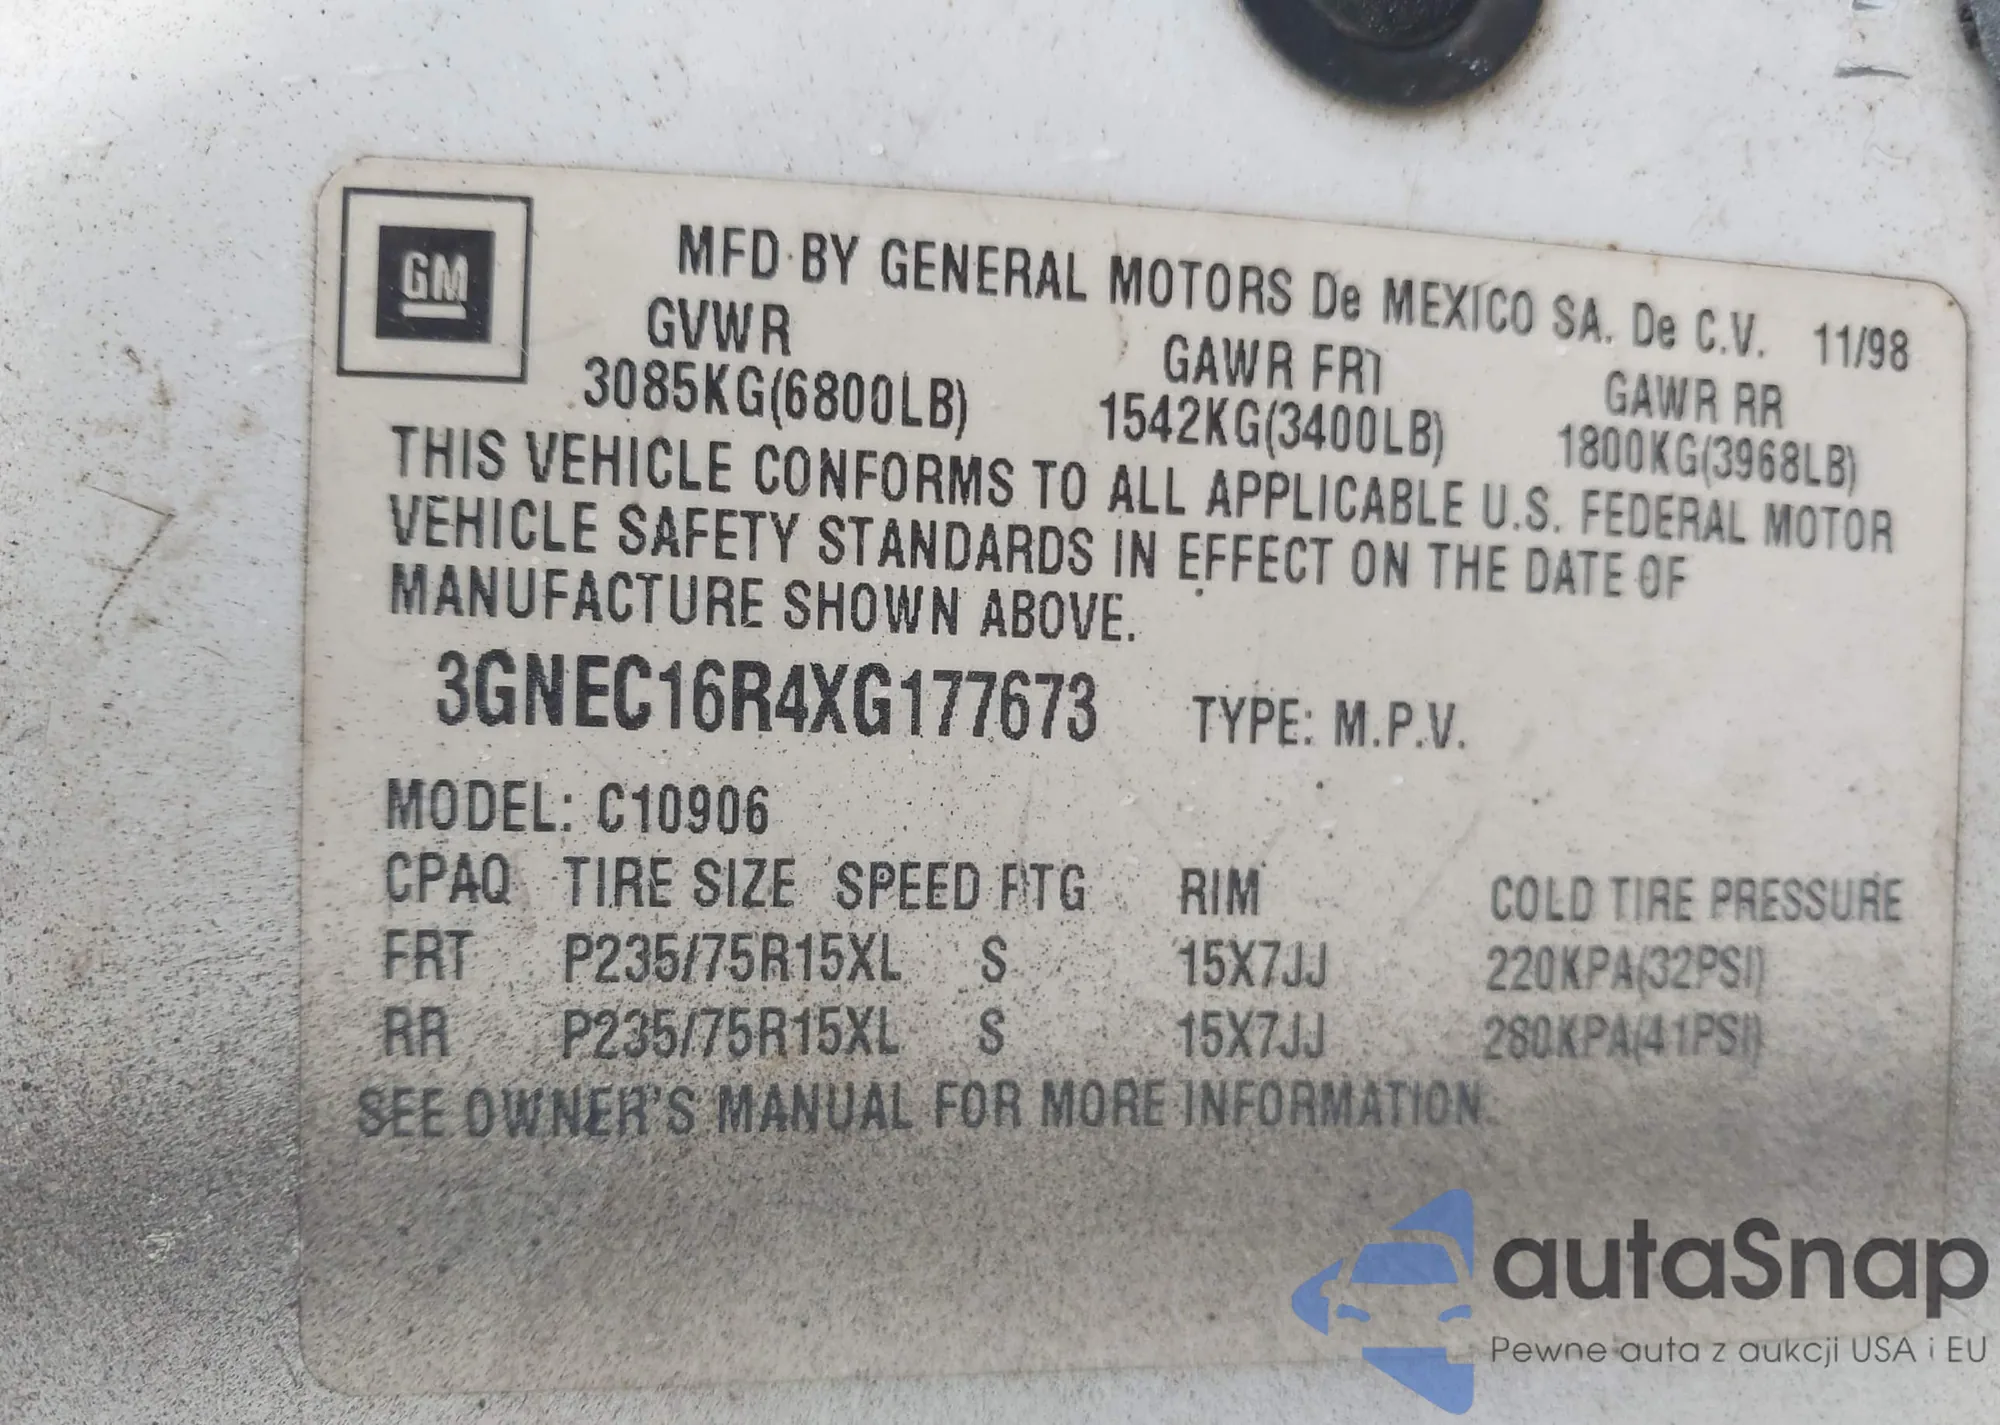 GM
MFD BY GENERAL MOTORS De MEXICO SA. De C.V. 11/98
GVWR GAWR FRT GAWR RR
3085KG(6800LB) 1542KG(3400LB) 1800KG(3968LB)
THIS VEHICLE CONFORMS TO ALL APPLICABLE U.S. FEDERAL MOTOR
VEHICLE SAFETY STANDARDS IN EFFECT ON THE DATE OF
MANUFACTURE SHOWN ABOVE.
3GNEC16R4XG177673 TYPE: M.P.V.
MODEL: C10906
CPAQ TIRE SIZE SPEED RTG RIM COLD TIRE PRESSURE
FRT P235/75R15XL S 15X7JJ 220KPA(32PSI)
RR P235/75R15XL S 15X7JJ 280KPA(41PSI)
SEE OWNER'S MANUAL FOR MORE INFORMATION.
autaSnap
Pewne auta z aukcji USA i EU